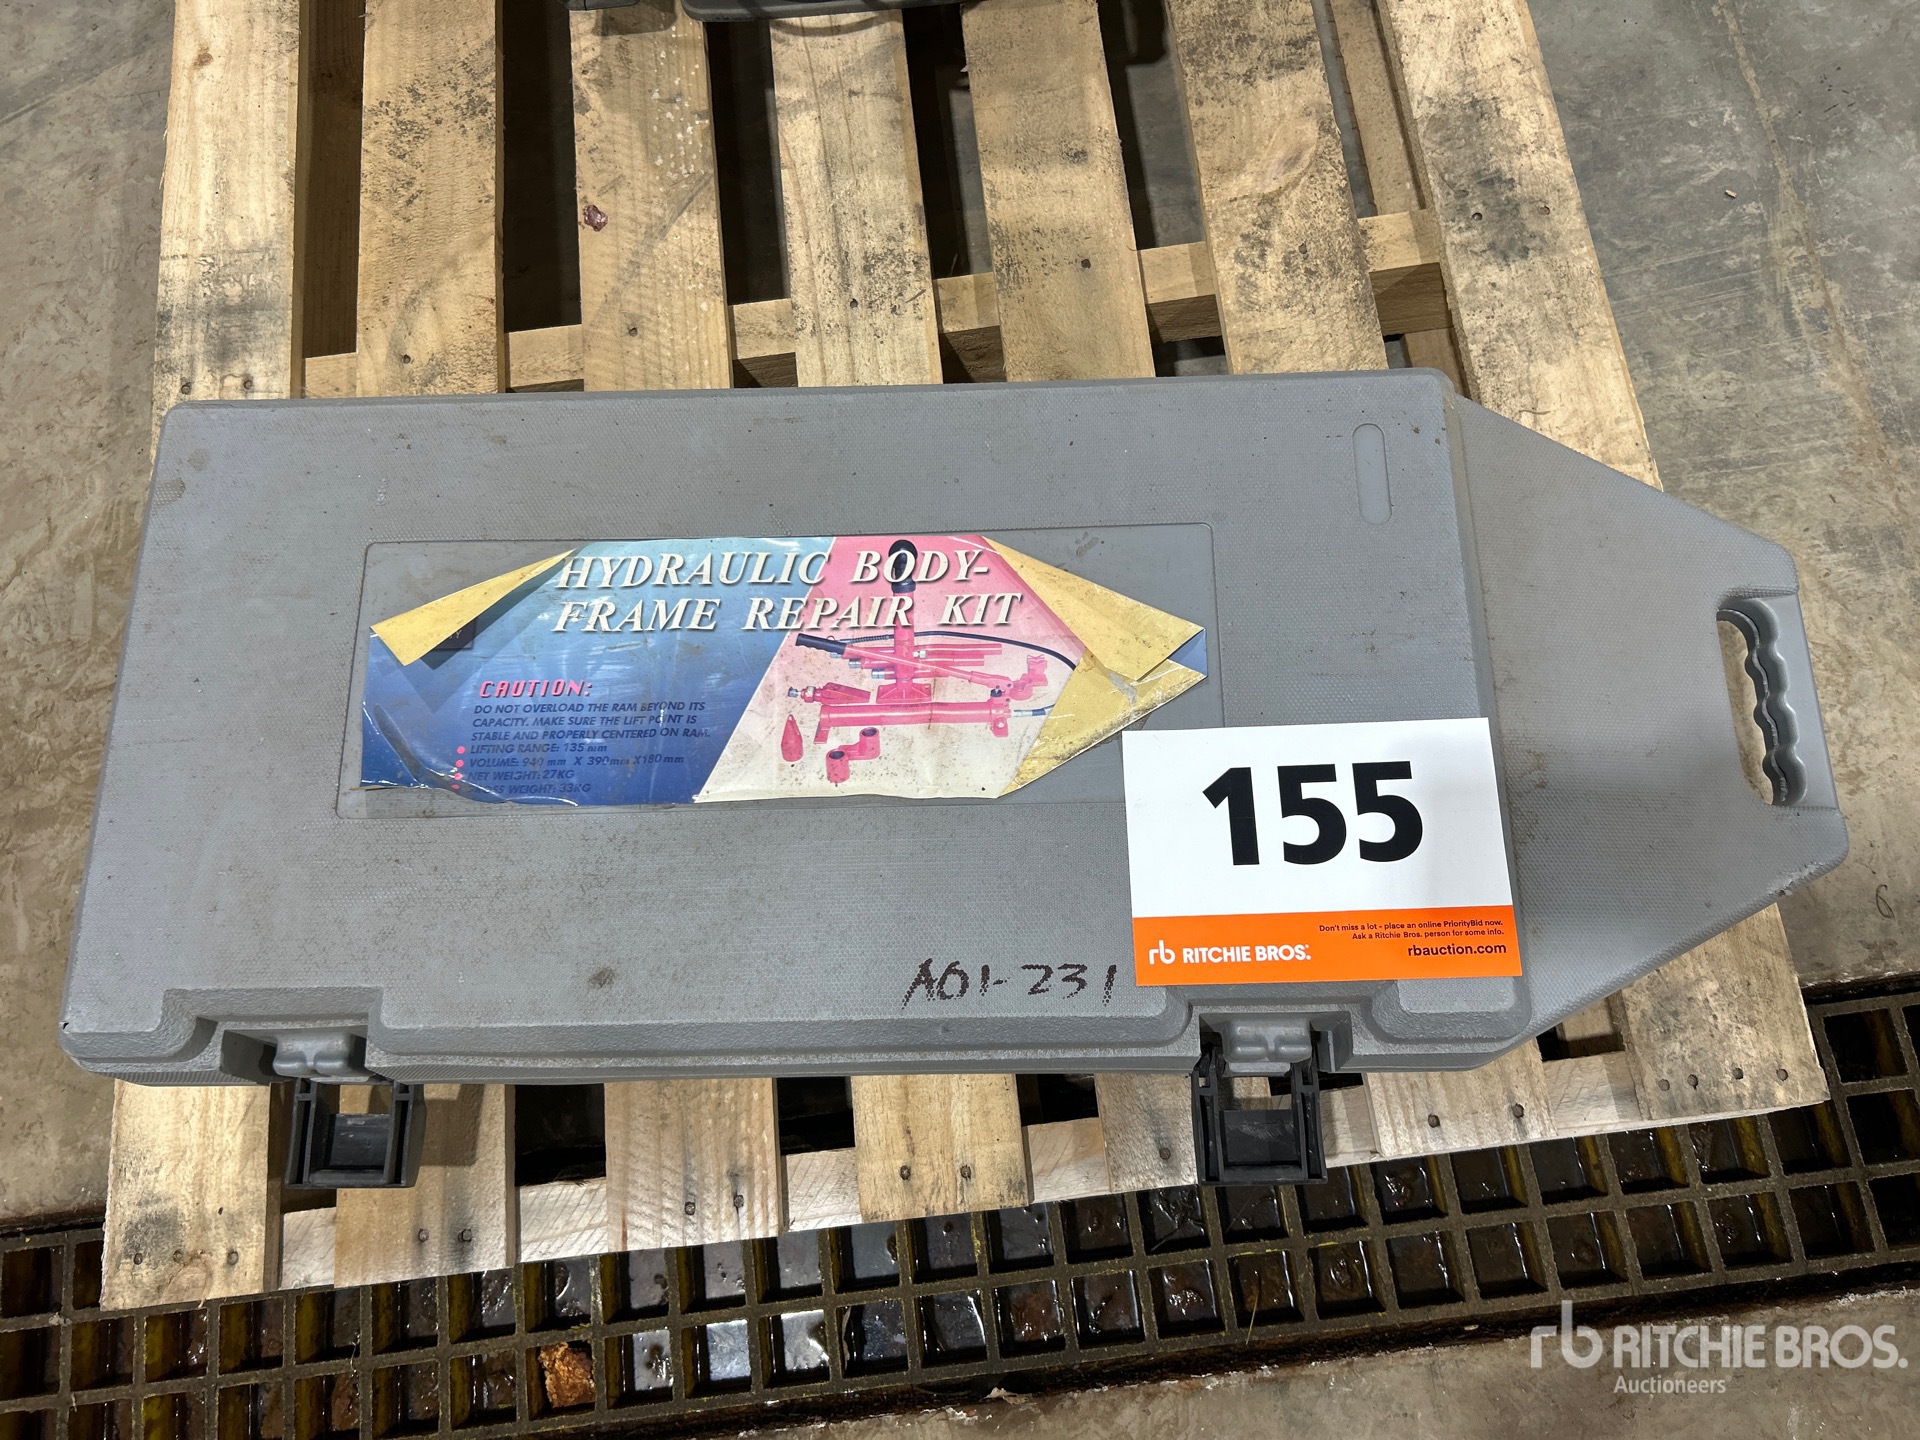 HYDRAULIC BODY-
FRAME REPAIR KIT
CAUTION:
DO NOT OVERLOAD THE RAM BEYOND ITS
CAPACITY. MAKE SURE THE LIFT POINT IS
STABLE AND PROPERLY CENTERED ON RAM.
LIFTING RANGE: 135 mm
VOLUME: 940 mm X 390mm X180 mm
NET WEIGHT: 27KG
WEIGHT: 33KG
155
Don't miss a lot - place an online PriorityBid now.
Ask a Ritchie Bros. person for some info.
rb RITCHIE BROS.
rbauction.com
A01-231
rb RITCHIE BROS.
Auctioneers